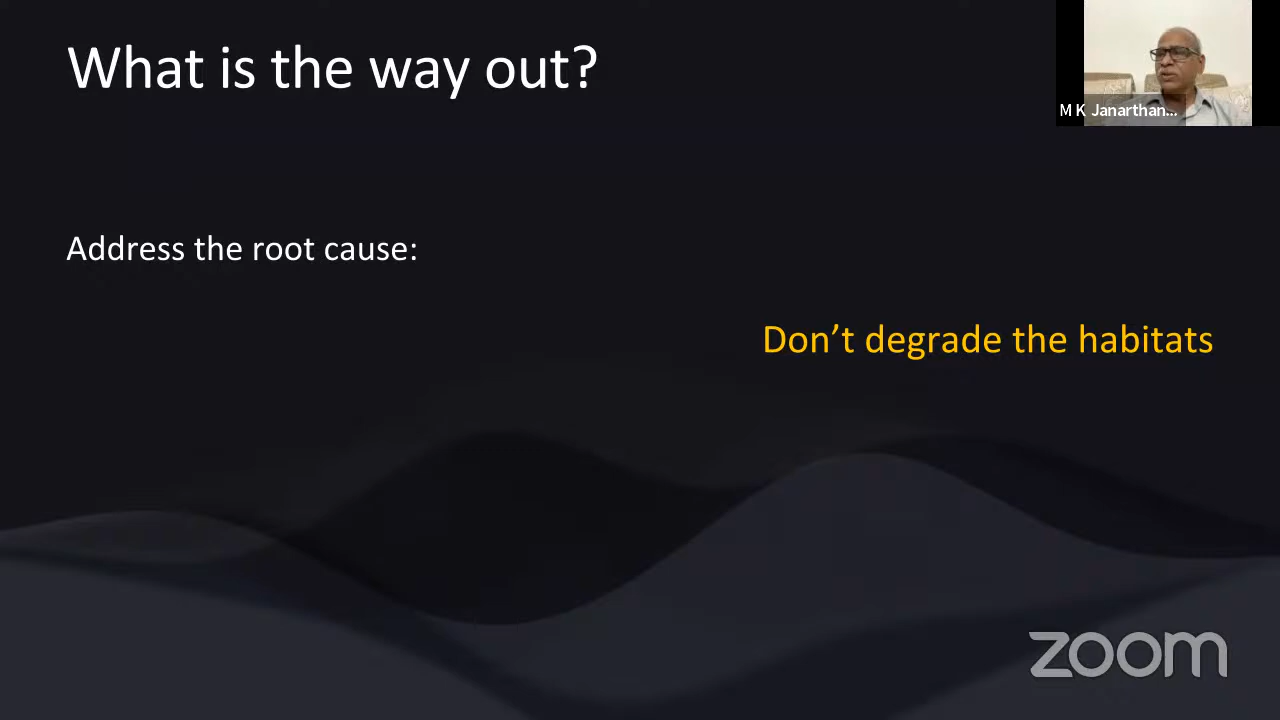 What is the way out?
M K Janarthan...
Address the root cause:
Don’t degrade the habitats
zoom